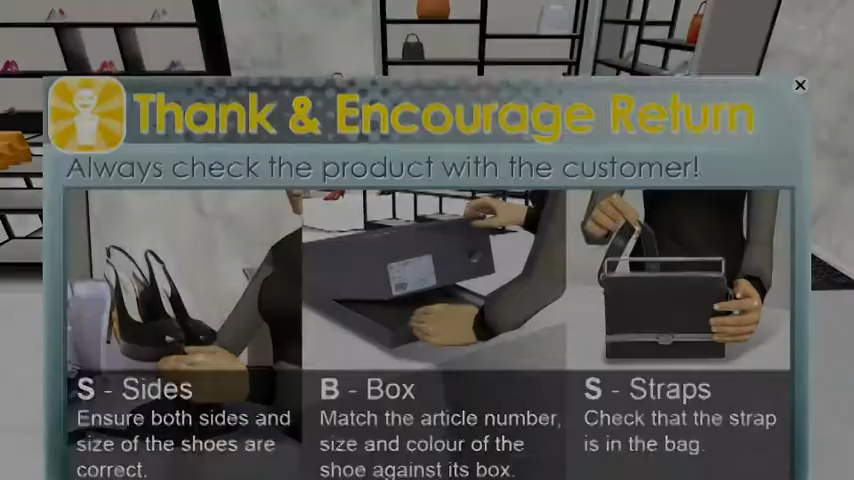 Thank & Encourage Return
Always check the product with the customer!
S - Sides
Ensure both sides and
size of the shoes are
correct.
B - Box
Match the article number,
size and colour of the
shoe against its box.
S - Straps
Check that the strap
is in the bag.